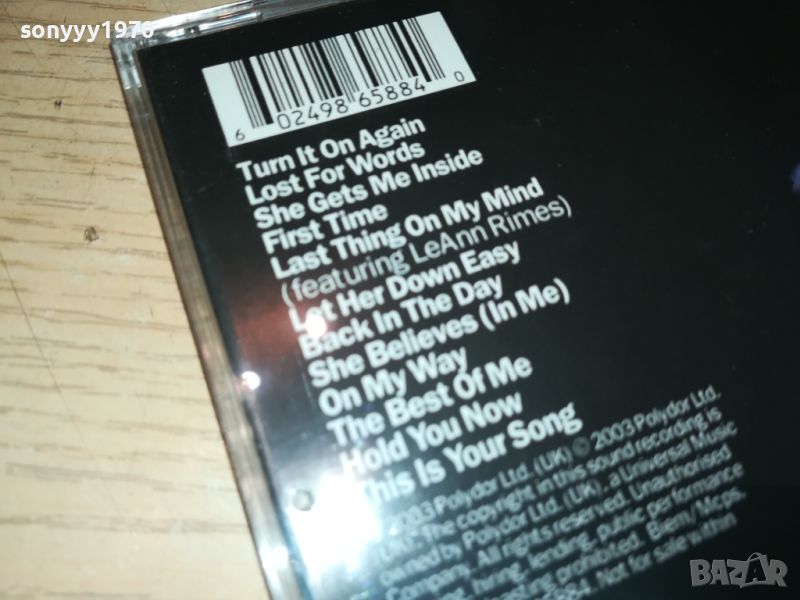 sonyyy1976
6 02498 65884 0
Turn It On Again
Lost For Words
She Gets Me Inside
First Time
Last Thing On My Mind
(featuring LeAnn Rimes)
Let Her Down Easy
Back In The Day
She Believes (In Me)
On My Way
The Best Of Me
Hold You Now
This Is Your Song
2003 Polydor Ltd. (UK) © 2003 Polydor Ltd.
(UK). The copyright in this sound recording is
owned by Polydor Ltd. (UK), a Universal Music
Company. All rights reserved. Unauthorised
hiring, lending, public performance
prohibited. Biem/Mcps.
Not for sale within
BAZAR